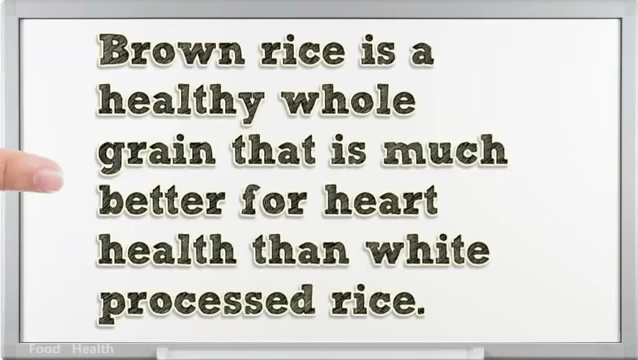 Brown rice is a
healthy whole
grain that is much
better for heart
health than white
processed rice.
Food Health